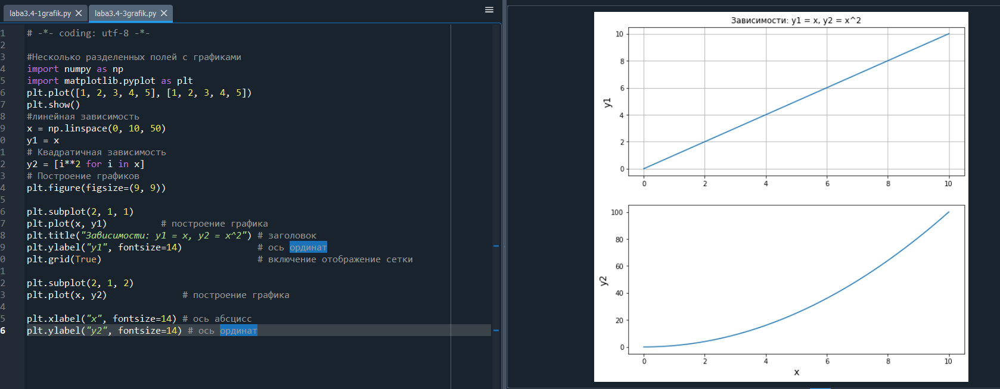 laba3.4-1grafik.py
laba3.4-3grafik.py
1 # -*- coding: utf-8 -*-
2
3 #Несколько разделенных полей с графиками
4 import numpy as np
5 import matplotlib.pyplot as plt
6 plt.plot([1, 2, 3, 4, 5], [1, 2, 3, 4, 5])
7 plt.show()
8 #линейная зависимость
9 x = np.linspace(0, 10, 50)
0 y1 = x
1 # Квадратичная зависимость
2 y2 = [i**2 for i in x]
3 # Построение графиков
4 plt.figure(figsize=(9, 9))
5
6 plt.subplot(2, 1, 1)
7 plt.plot(x, y1) # построение графика
8 plt.title("Зависимости: y1 = x, y2 = x^2") # заголовок
9 plt.ylabel("y1", fontsize=14) # ось ординат
0 plt.grid(True) # включение отображение сетки
1
2 plt.subplot(2, 1, 2)
3 plt.plot(x, y2) # построение графика
4
5 plt.xlabel("x", fontsize=14) # ось абсцисс
6 plt.ylabel("y2", fontsize=14) # ось ординат
Зависимости: y1 = x, y2 = x^2
10
8
6
4
2
0
y1
0 2 4 6 8 10
100
80
60
40
20
0
y2
0 2 4 6 8 10
x